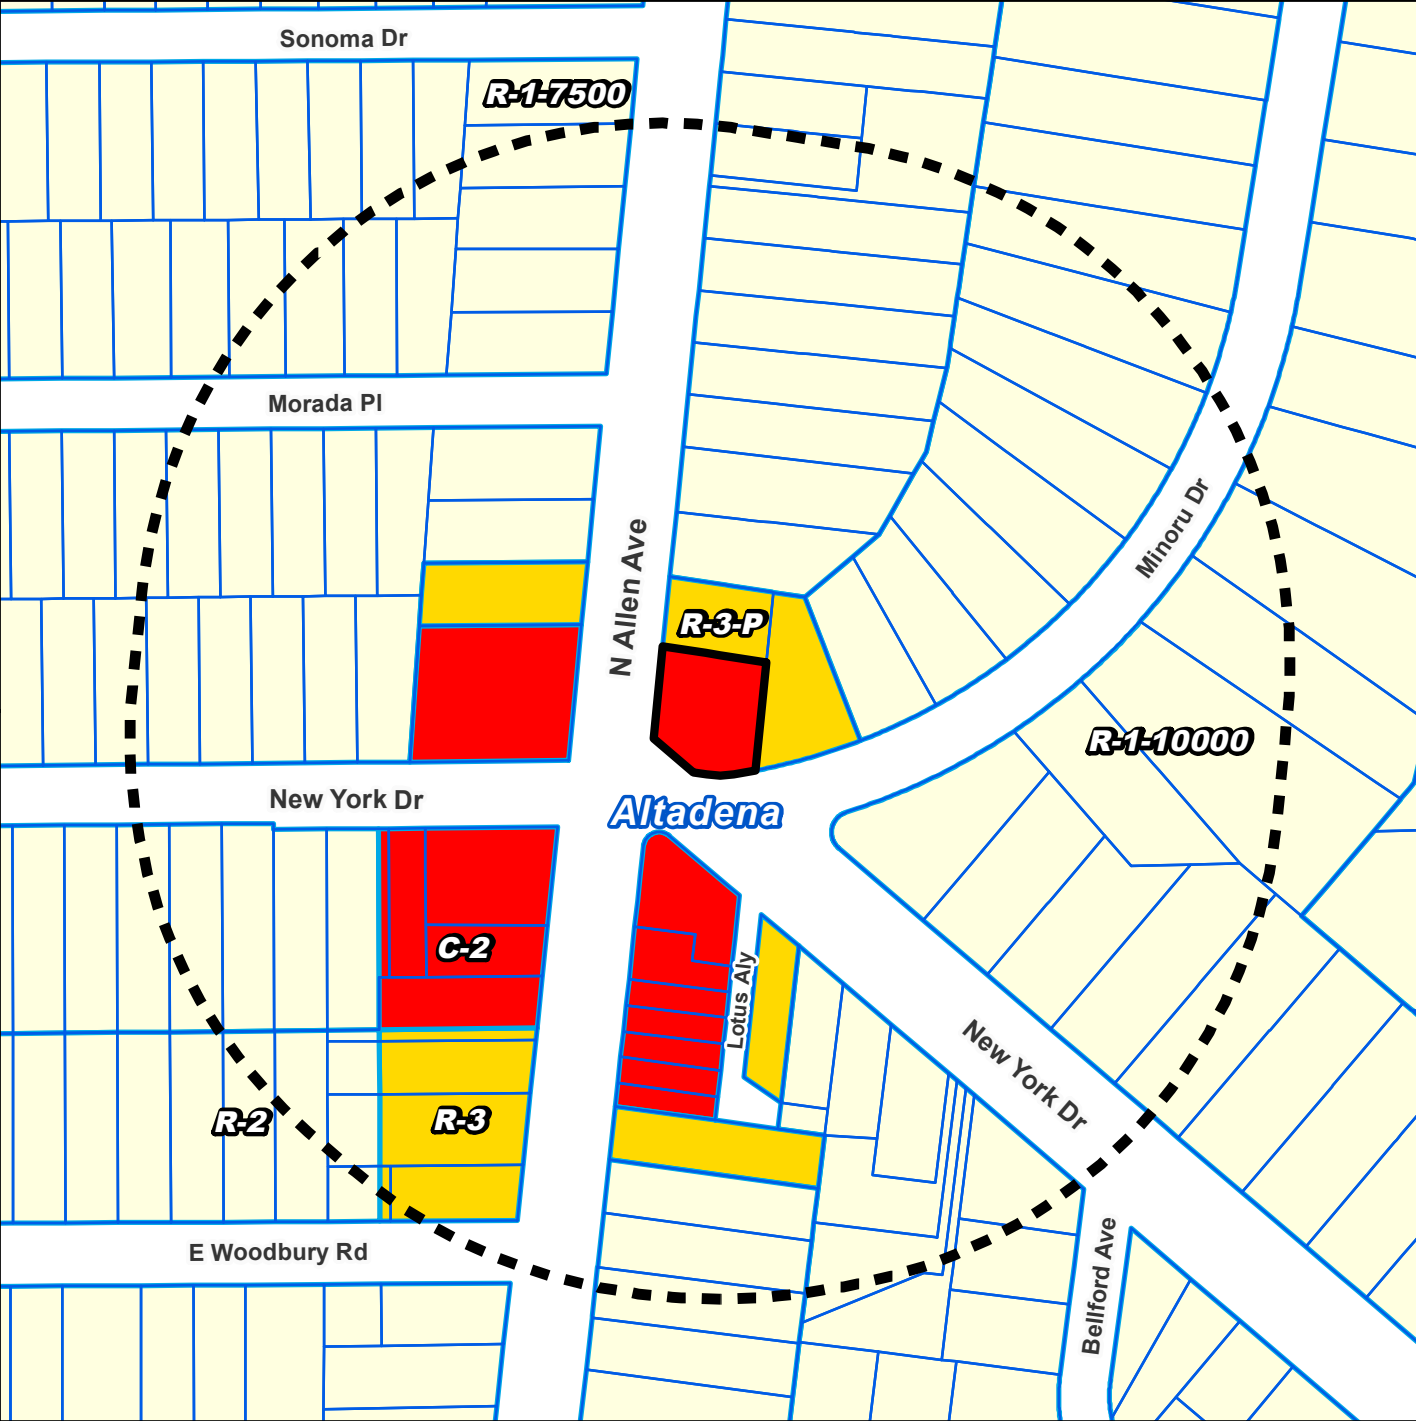 Sonoma Dr
R-1-7500
Morada Pl
N Allen Ave
Minoru Dr
R-3-P
R-1-10000
New York Dr
Altadena
C-2
Lotus Aly
New York Dr
R-2
R-3
E Woodbury Rd
Bellford Ave